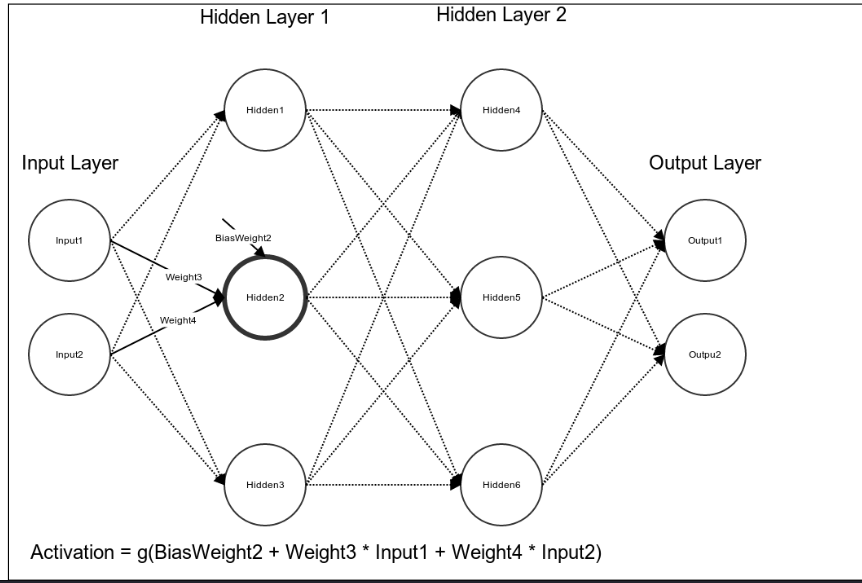 Hidden Layer 1
Hidden Layer 2
Hidden1
Hidden4
Input Layer
Output Layer
Input1
BiasWeight2
Output1
Weight3
Hidden2
Hidden5
Weight4
Input2
Outpu2
Hidden3
Hidden6
Activation = g(BiasWeight2 + Weight3 * Input1 + Weight4 * Input2)